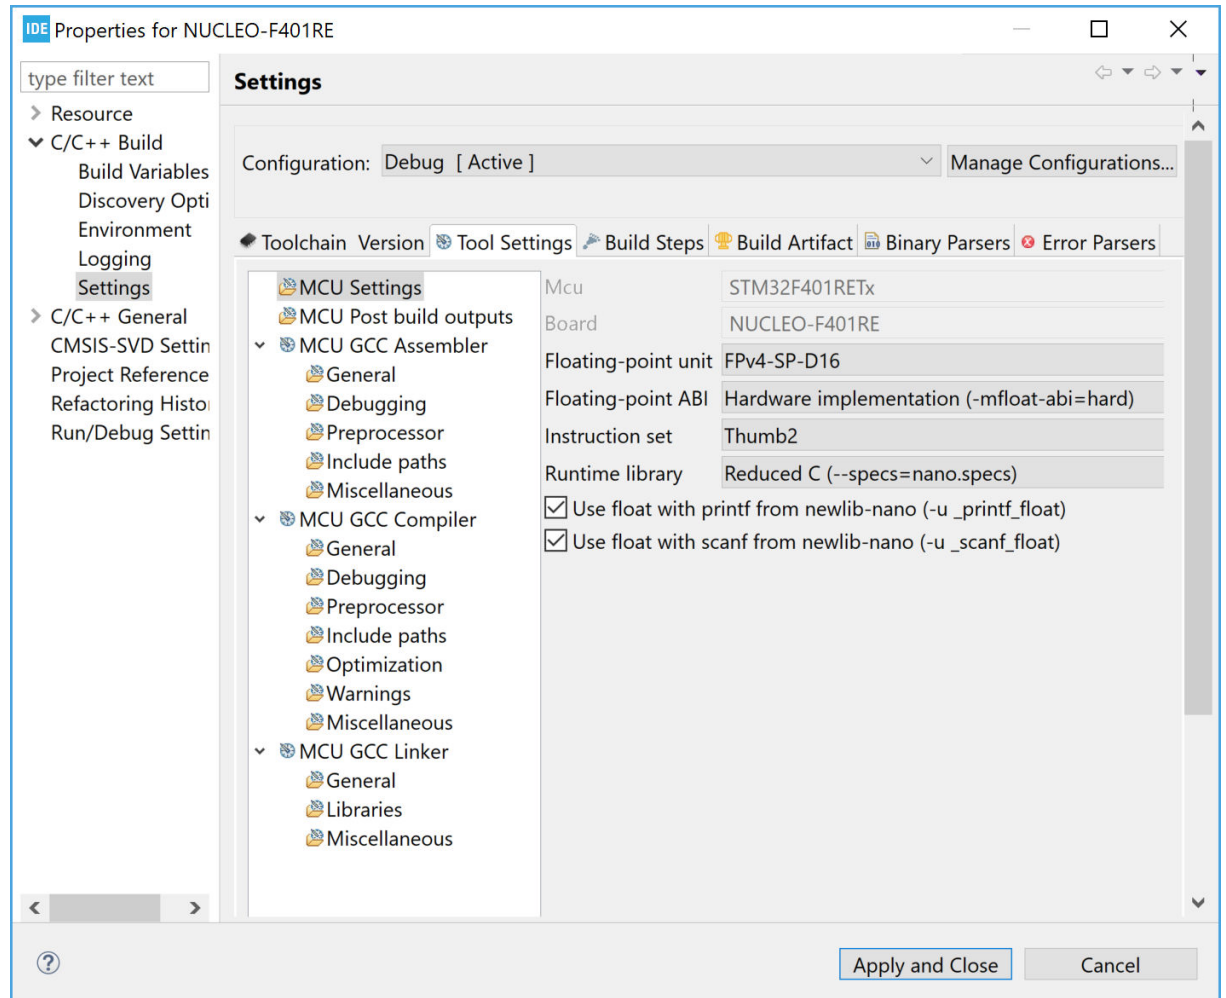 IDE Properties for NUCLEO-F401RE
type filter text
Settings
Resource
C/C++ Build
Build Variables
Discovery Opti
Environment
Logging
Settings
C/C++ General
CMSIS-SVD Settin
Project Reference
Refactoring Histo
Run/Debug Settin
Configuration: Debug [ Active ] Manage Configurations...
Toolchain Version Tool Settings Build Steps Build Artifact Binary Parsers Error Parsers
MCU Settings
MCU Post build outputs
MCU GCC Assembler
General
Debugging
Preprocessor
Include paths
Miscellaneous
MCU GCC Compiler
General
Debugging
Preprocessor
Include paths
Optimization
Warnings
Miscellaneous
MCU GCC Linker
General
Libraries
Miscellaneous
Mcu STM32F401RETx
Board NUCLEO-F401RE
Floating-point unit FPv4-SP-D16
Floating-point ABI Hardware implementation (-mfloat-abi=hard)
Instruction set Thumb2
Runtime library Reduced C (--specs=nano.specs)
Use float with printf from newlib-nano (-u _printf_float)
Use float with scanf from newlib-nano (-u _scanf_float)
Apply and Close Cancel